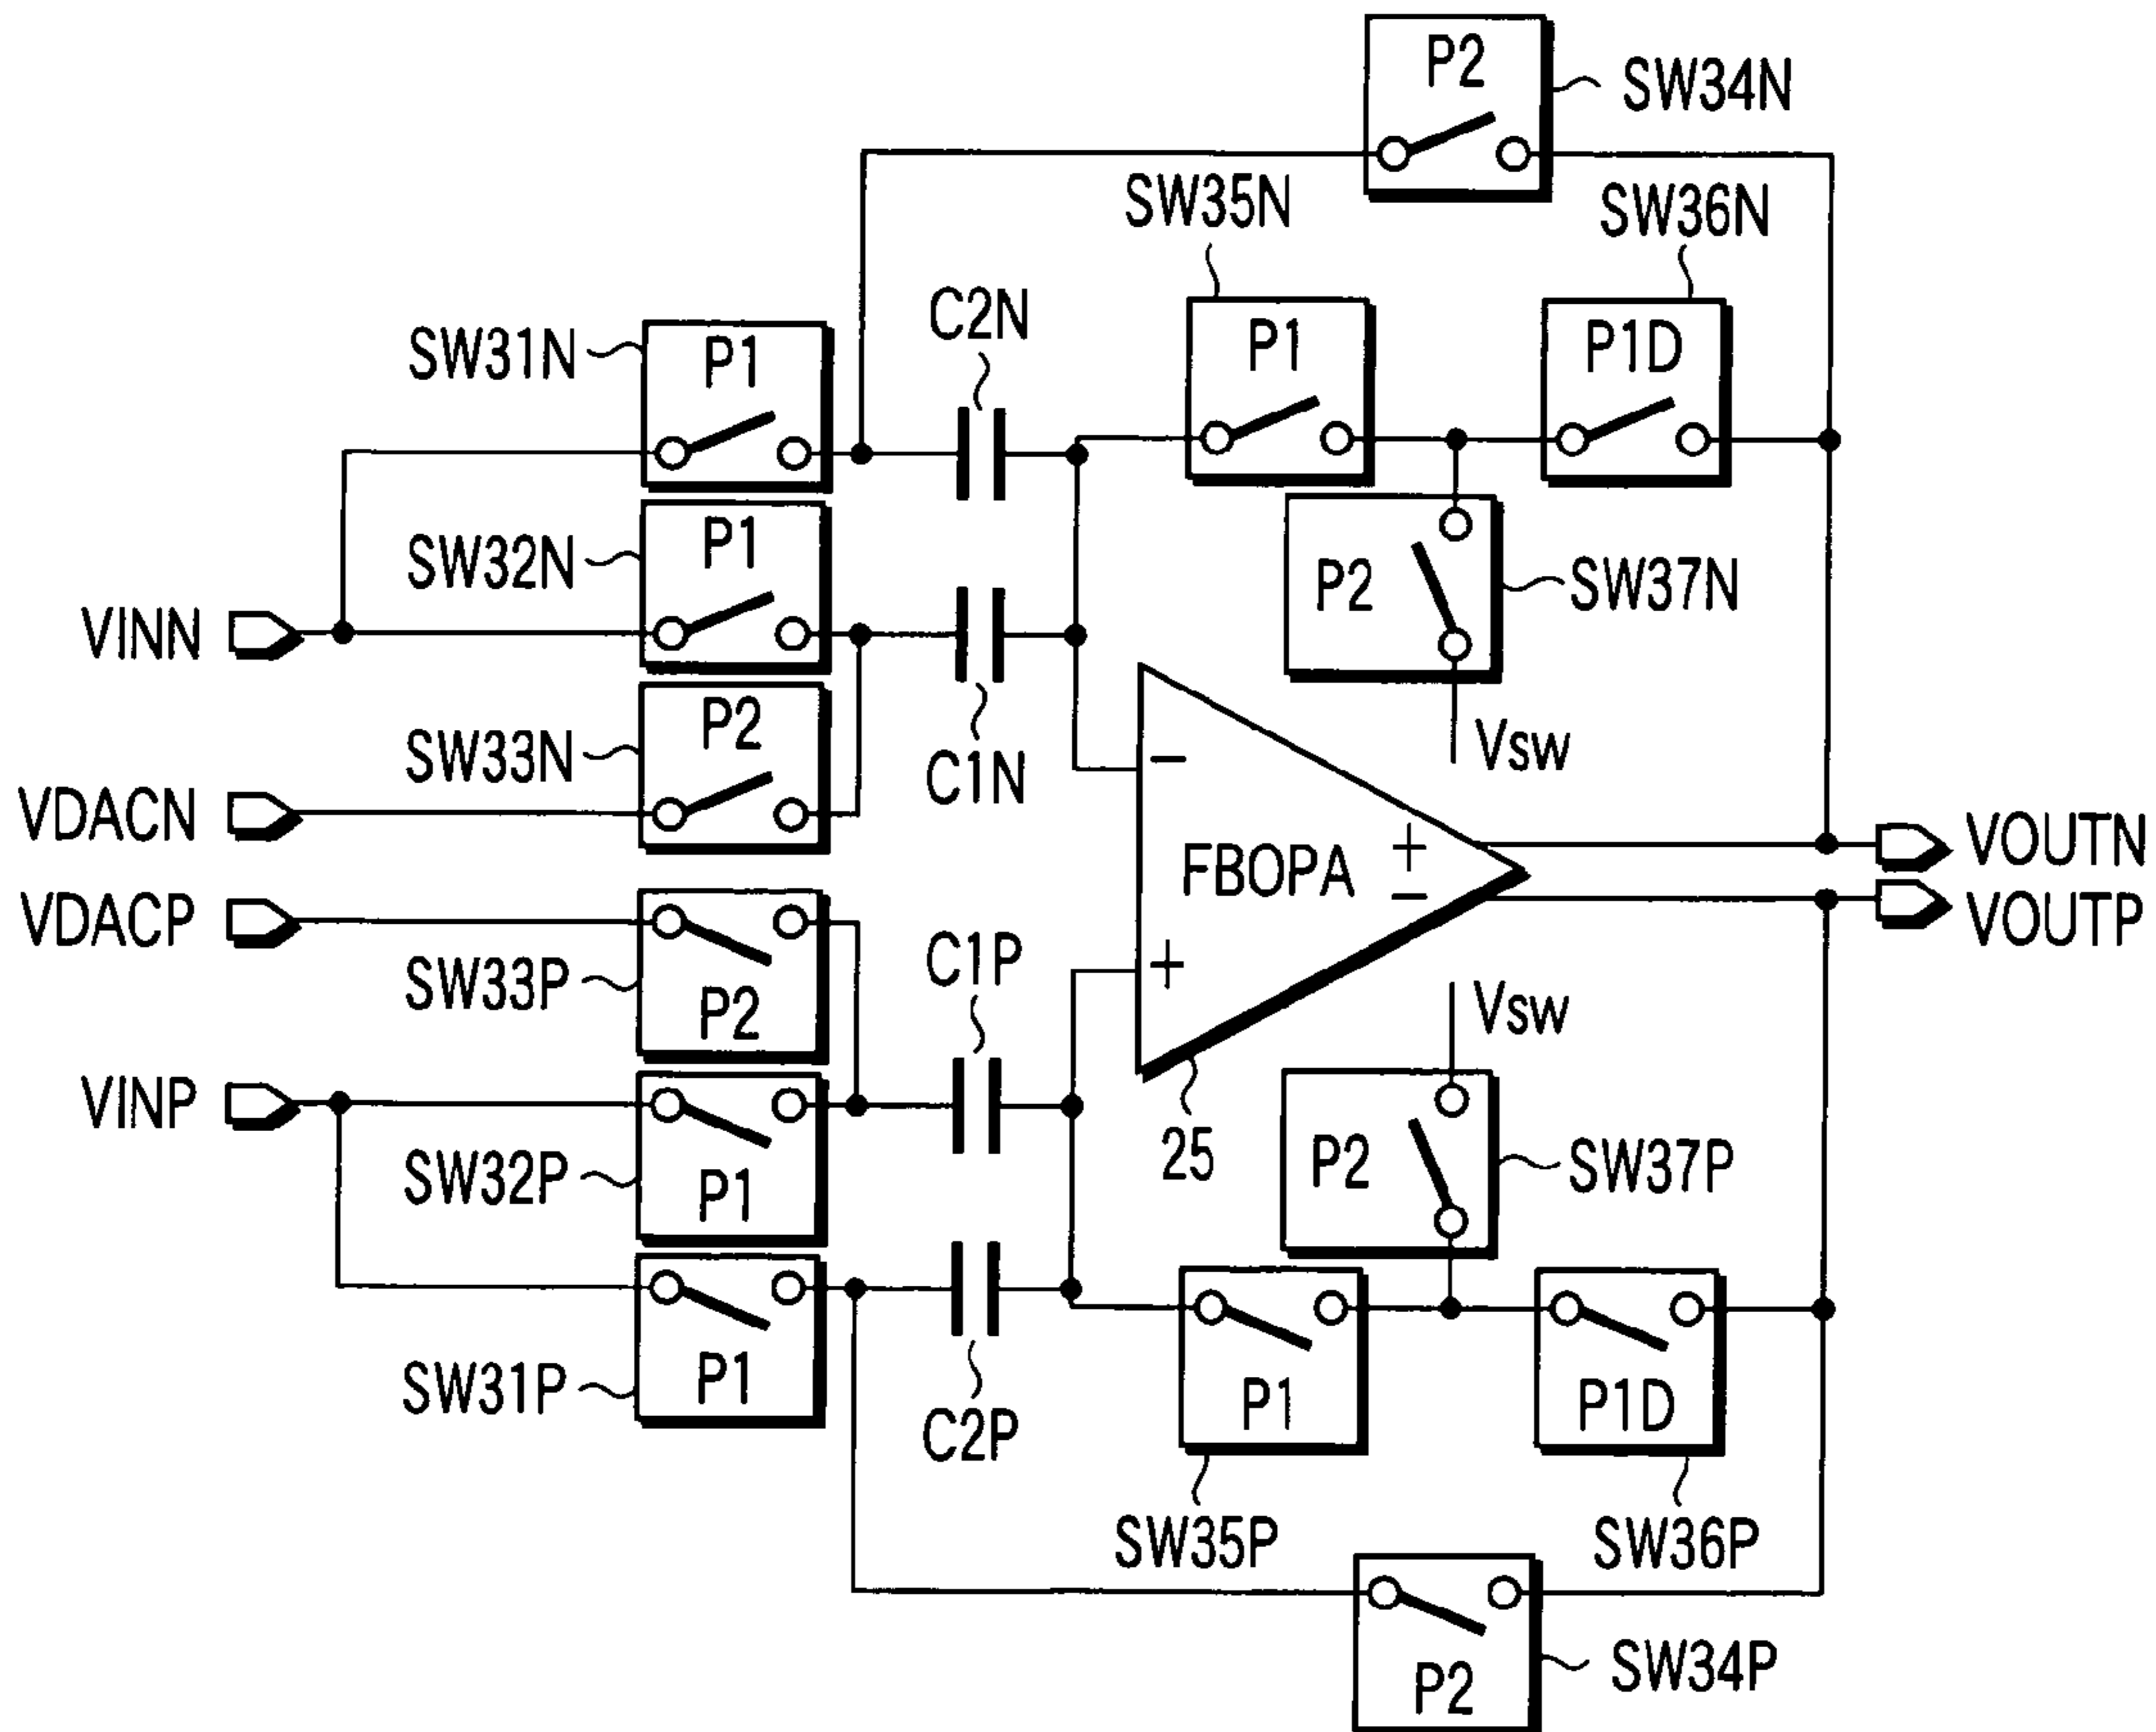 P2
SW34N
SW35N
SW36N
C2N
SW31N
P1
P1
P1D
SW32N
P1
P2
SW37N
VINN
SW33N
P2
C1N
Vsw
VDACN
−
+
−
FBOPA
VOUTN
VOUTP
VDACP
SW33P
P2
C1P
+
Vsw
VINP
25
P2
SW37P
SW32P
P1
SW31P
P1
C2P
P1
P1D
SW35P
SW36P
P2
SW34P